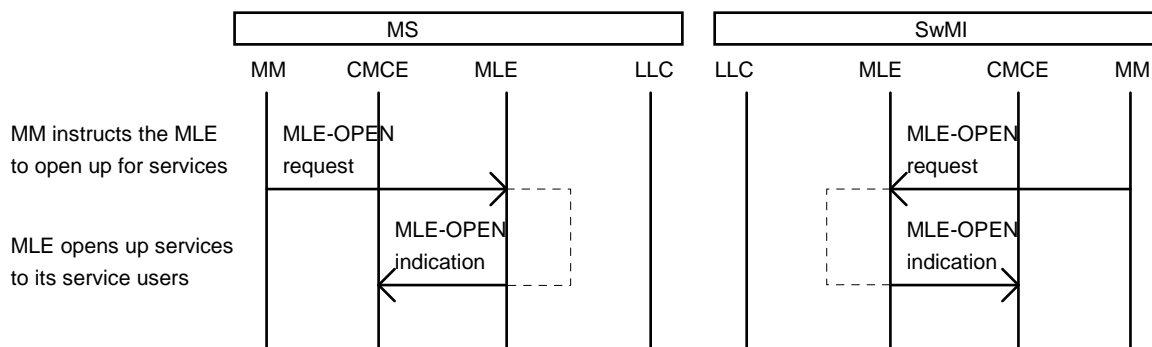 MS SwMI
MM CMCE MLE LLC LLC MLE CMCE MM
MM instructs the MLE MLE-OPEN MLE-OPEN
to open up for services request request
MLE opens up services MLE-OPEN MLE-OPEN
to its service users indication indication